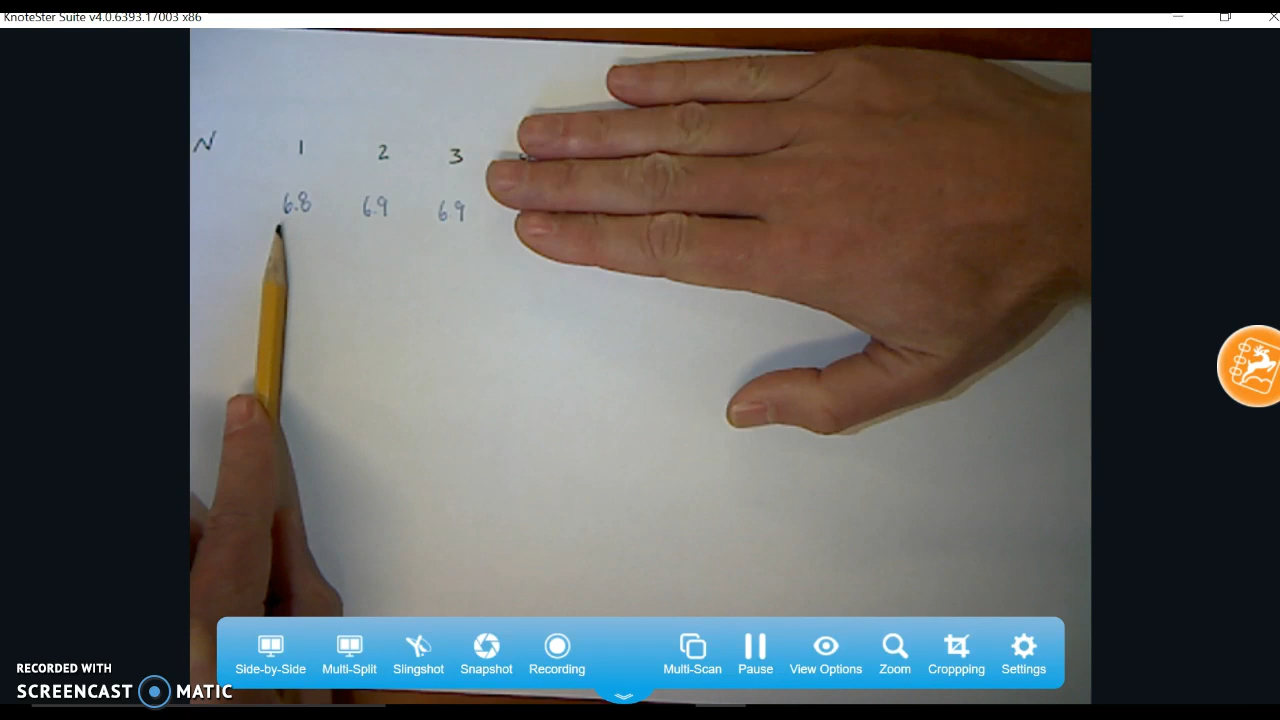 KnoteSter Suite v4.0.6393.17003 x86
N 1 2 3
6.8 6.9 6.9
Side-by-Side Multi-Split Slingshot Snapshot Recording Multi-Scan Pause View Options Zoom Croppping Settings
RECORDED WITH
SCREENCAST MATIC